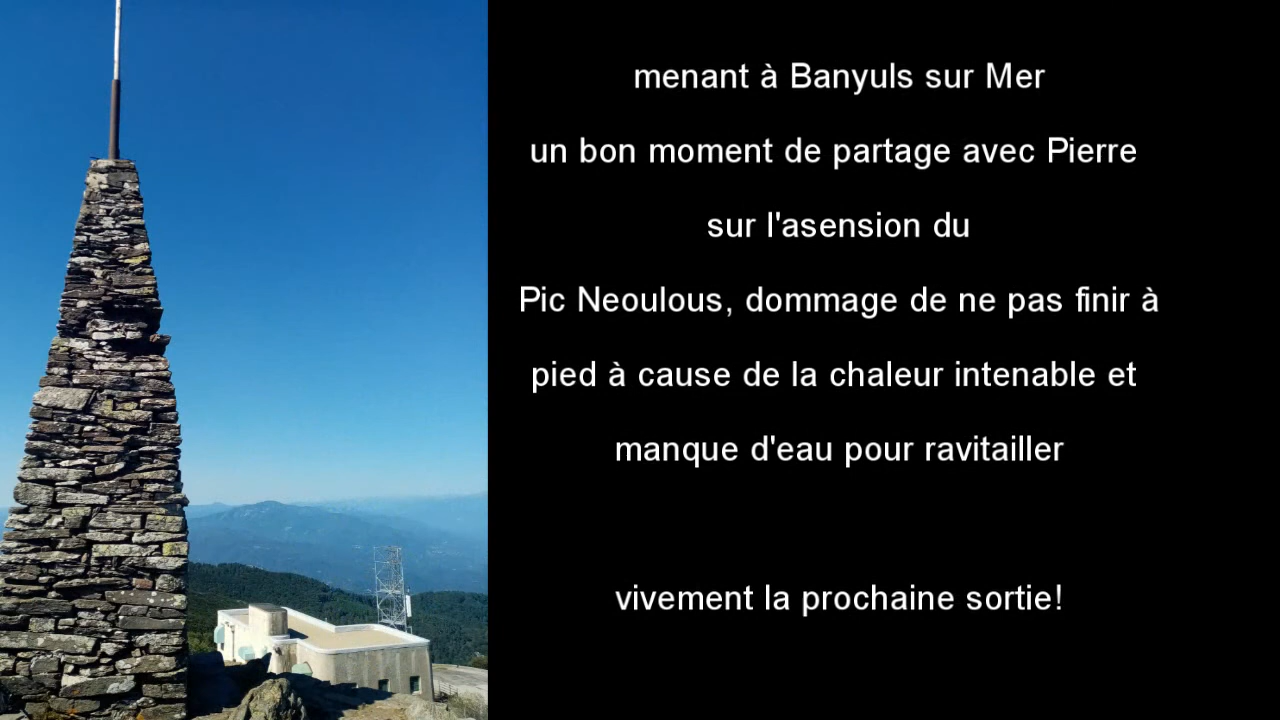 menant à Banyuls sur Mer
un bon moment de partage avec Pierre
sur l'asension du
Pic Neoulous, dommage de ne pas finir à
pied à cause de la chaleur intenable et
manque d'eau pour ravitailler
vivement la prochaine sortie!